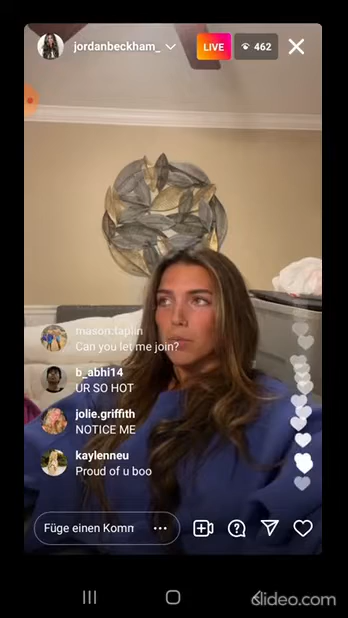 jordanbeckham_
LIVE
462
mason.taplin
Can you let me join?
b_abhi14
UR SO HOT
jolie.griffith
NOTICE ME
kaylenneu
Proud of u boo
Füge einen Komm
clideo.com